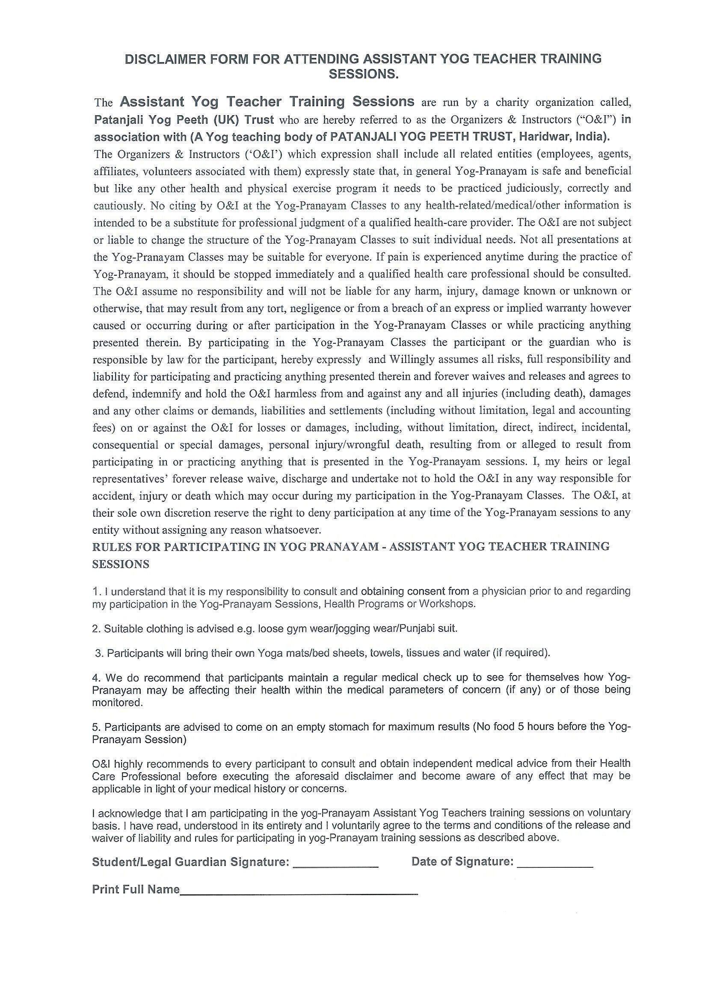 DISCLAIMER FORM FOR ATTENDING ASSISTANT YOG TEACHER TRAINING
SESSIONS.
The Assistant Yog Teacher Training Sessions are run by a charity organization called,
Patanjali Yog Peeth (UK) Trust who are hereby referred to as the Organizers & Instructors (“O&I”) in
association with (A Yog teaching body of PATANJALI YOG PEETH TRUST, Haridwar, India).
The Organizers & Instructors (‘O&I’) which expression shall include all related entities (employees, agents,
affiliates, volunteers associated with them) expressly state that, in general Yog-Pranayam is safe and beneficial
but like any other health and physical exercise program it needs to be practiced judiciously, correctly and
cautiously. No citing by O&I at the Yog-Pranayam Classes to any health-related/medical/other information is
intended to be a substitute for professional judgment of a qualified health-care provider. The O&I are not subject
or liable to change the structure of the Yog-Pranayam Classes to suit individual needs. Not all presentations at
the Yog-Pranayam Classes may be suitable for everyone. If pain is experienced anytime during the practice of
Yog-Pranayam, it should be stopped immediately and a qualified health care professional should be consulted.
The O&I assume no responsibility and will not be liable for any harm, injury, damage known or unknown or
otherwise, that may result from any tort, negligence or from a breach of an express or implied warranty however
caused or occurring during or after participation in the Yog-Pranayam Classes or while practicing anything
presented therein. By participating in the Yog-Pranayam Classes the participant or the guardian who is
responsible by law for the participant, hereby expressly and Willingly assumes all risks, full responsibility and
liability for participating and practicing anything presented therein and forever waives and releases and agrees to
defend, indemnify and hold the O&I harmless from and against any and all injuries (including death), damages
and any other claims or demands, liabilities and settlements (including without limitation, legal and accounting
fees) on or against the O&I for losses or damages, including, without limitation, direct, indirect, incidental,
consequential or special damages, personal injury/wrongful death, resulting from or alleged to result from
participating in or practicing anything that is presented in the Yog-Pranayam sessions. I, my heirs or legal
representatives’ forever release waive, discharge and undertake not to hold the O&I in any way responsible for
accident, injury or death which may occur during my participation in the Yog-Pranayam Classes. The O&I, at
their sole own discretion reserve the right to deny participation at any time of the Yog-Pranayam sessions to any
entity without assigning any reason whatsoever.
RULES FOR PARTICIPATING IN YOG PRANAYAM - ASSISTANT YOG TEACHER TRAINING
SESSIONS
1. I understand that it is my responsibility to consult and obtaining consent from a physician prior to and regarding
my participation in the Yog-Pranayam Sessions, Health Programs or Workshops.
2. Suitable clothing is advised e.g. loose gym wear/jogging wear/Punjabi suit.
3. Participants will bring their own Yoga mats/bed sheets, towels, tissues and water (if required).
4. We do recommend that participants maintain a regular medical check up to see for themselves how Yog-
Pranayam may be affecting their health within the medical parameters of concern (if any) or of those being
monitored.
5. Participants are advised to come on an empty stomach for maximum results (No food 5 hours before the Yog-
Pranayam Session)
O&I highly recommends to every participant to consult and obtain independent medical advice from their Health
Care Professional before executing the aforesaid disclaimer and become aware of any effect that may be
applicable in light of your medical history or concerns.
I acknowledge that I am participating in the yog-Pranayam Assistant Yog Teachers training sessions on voluntary
basis. I have read, understood in its entirety and I voluntarily agree to the terms and conditions of the release and
waiver of liability and rules for participating in yog-Pranayam training sessions as described above.
Student/Legal Guardian Signature: ______________ Date of Signature: ____________
Print Full Name______________________________________